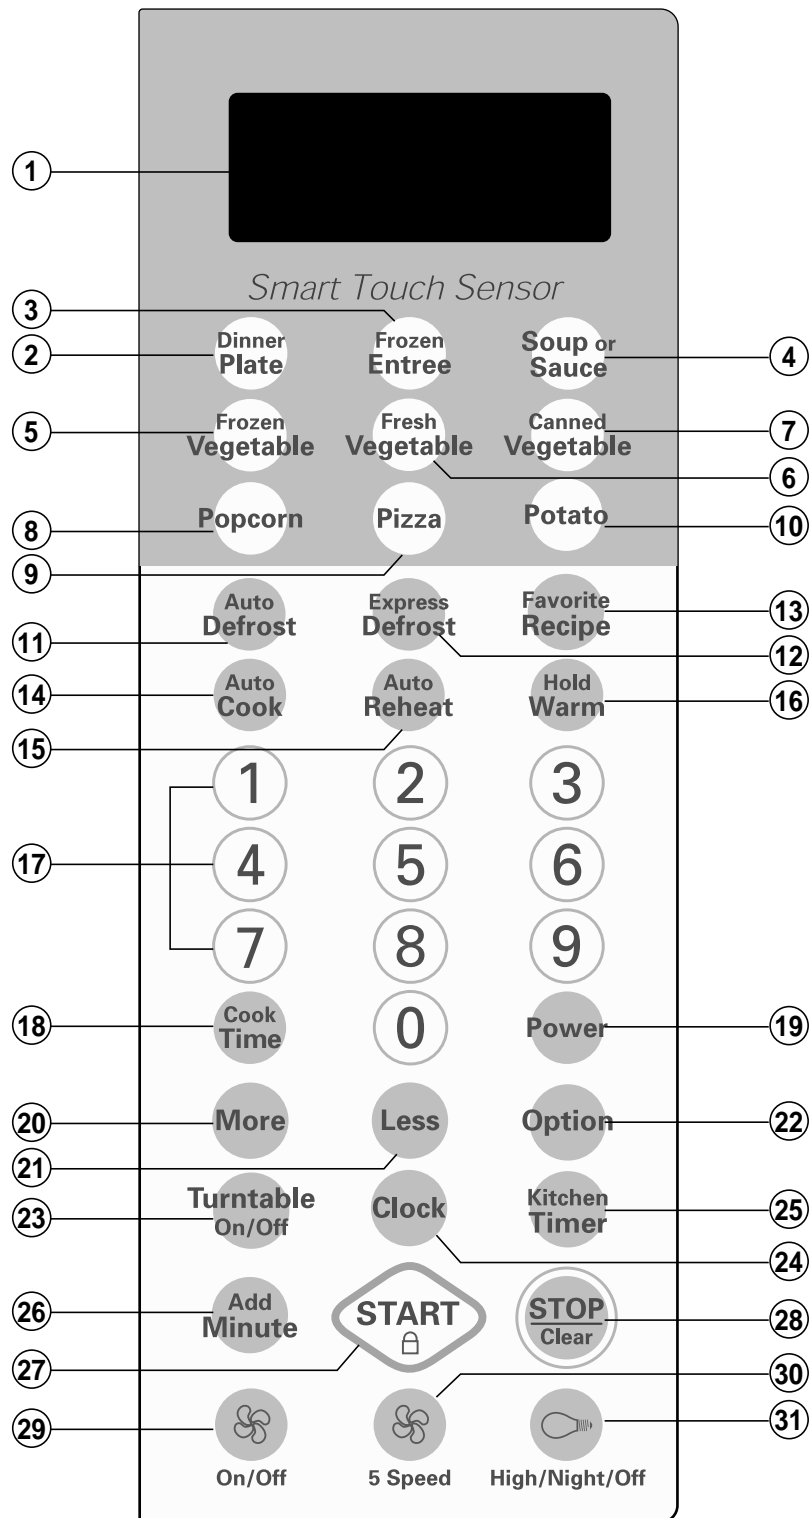 1
Smart Touch Sensor
3
2
Dinner
Plate
Frozen
Entree
Soup or
Sauce
4
5
Frozen
Vegetable
Fresh
Vegetable
Canned
Vegetable
7
6
8
Popcorn
Pizza
Potato
10
9
Auto
Defrost
Express
Defrost
Favorite
Recipe
13
11
12
14
Auto
Cook
Auto
Reheat
Hold
Warm
16
15
1 2 3
17
4 5 6
7 8 9
18
Cook
Time
0
Power
19
20
More
Less
Option
22
21
23
Turntable
On/Off
Clock
Kitchen
Timer
25
24
26
Add
Minute
START
STOP
Clear
28
27
30
29
31
On/Off
5 Speed
High/Night/Off